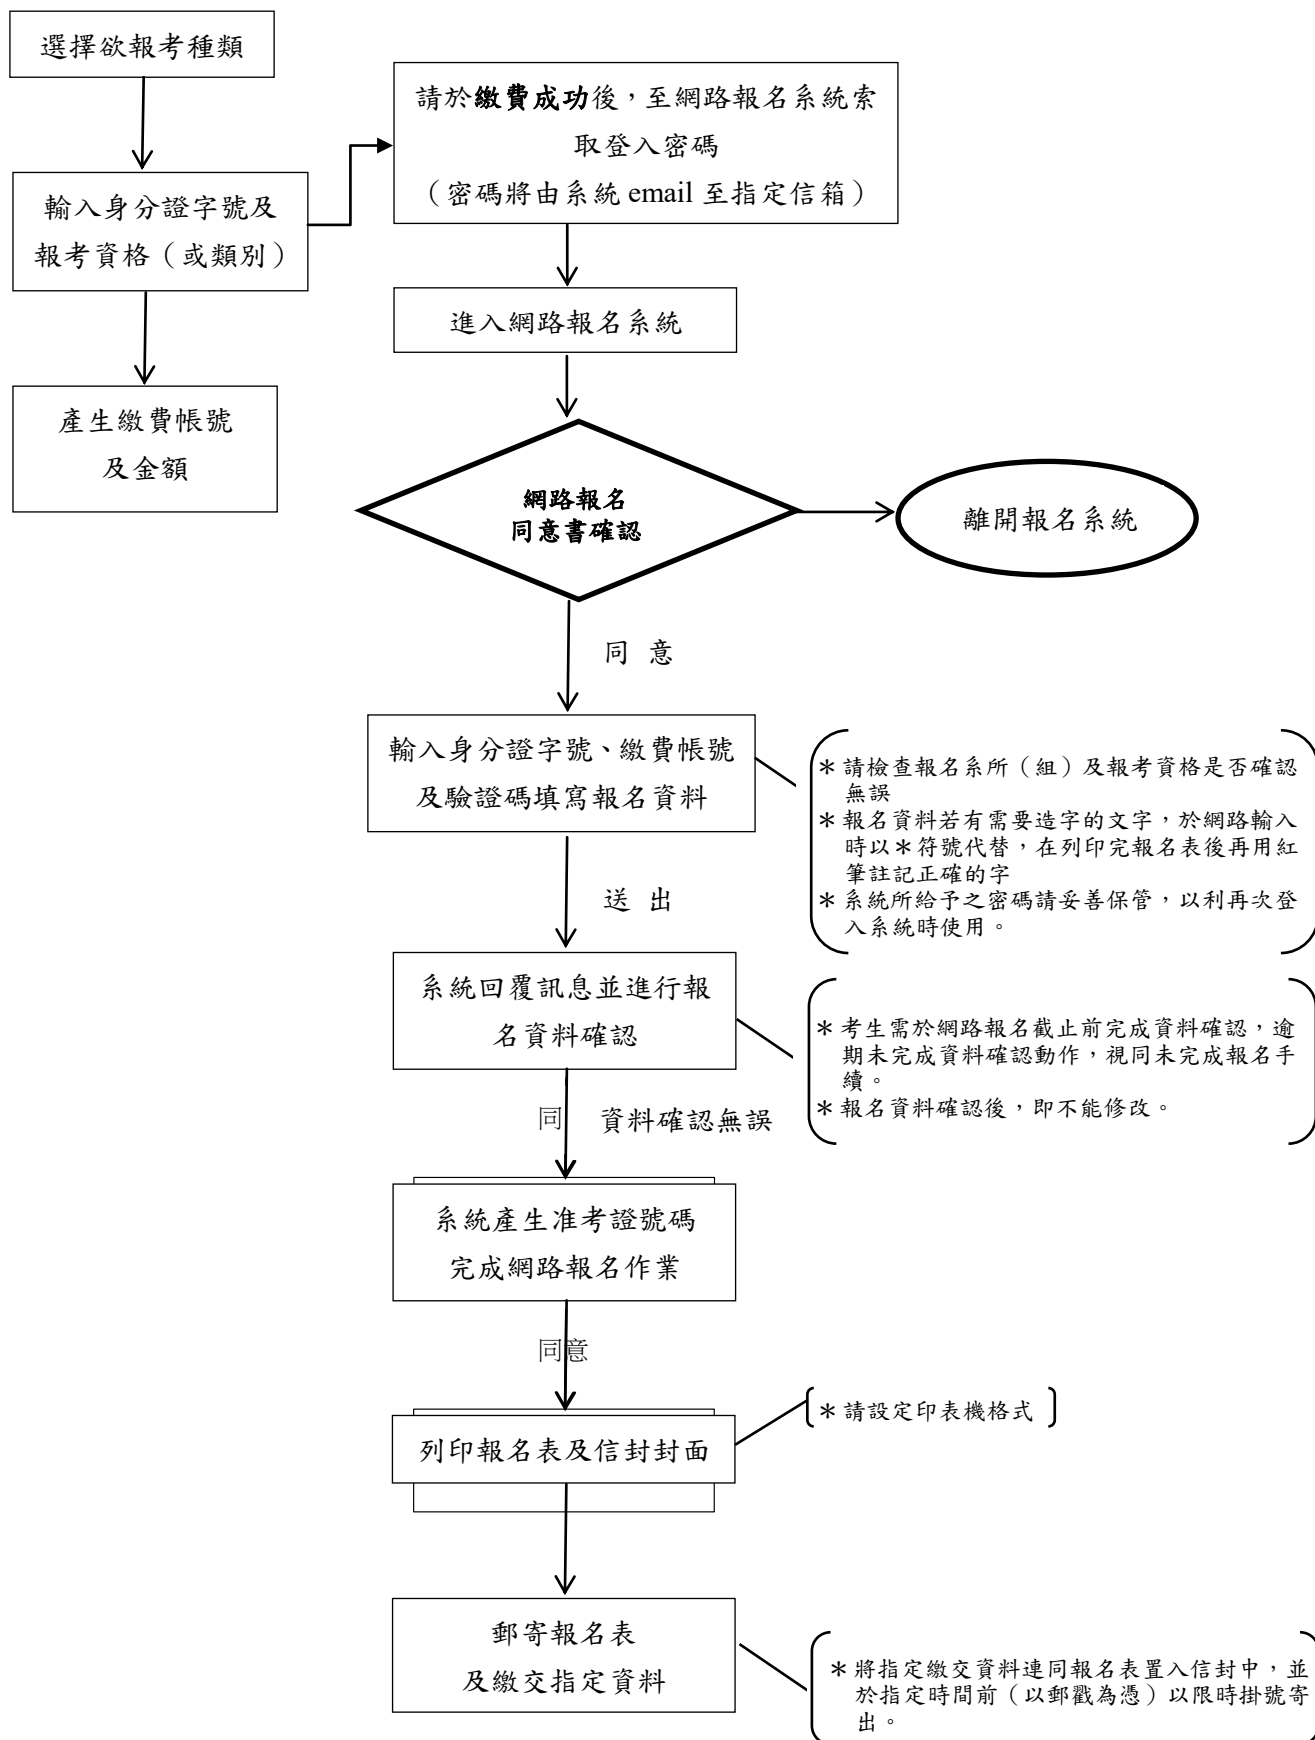 選擇欲報考種類
輸入身分證字號及
報考資格（或類別）
產生繳費帳號
及金額
請於繳費成功後，至網路報名系統索
取登入密碼
（密碼將由系統 email 至指定信箱）
進入網路報名系統
網路報名
同意書確認
離開報名系統
同 意
輸入身分證字號、繳費帳號
及驗證碼填寫報名資料
＊請檢查報名系所（組）及報考資格是否確認
無誤
＊報名資料若有需要造字的文字，於網路輸入
時以＊符號代替，在列印完報名表後再用紅
筆註記正確的字
＊系統所給予之密碼請妥善保管，以利再次登
入系統時使用。
送 出
系統回覆訊息並進行報
名資料確認
＊考生需於網路報名截止前完成資料確認，逾
期未完成資料確認動作，視同未完成報名手
續。
＊報名資料確認後，即不能修改。
同 資料確認無誤
系統產生准考證號碼
完成網路報名作業
同意
列印報名表及信封封面
＊請設定印表機格式
郵寄報名表
及繳交指定資料
＊將指定繳交資料連同報名表置入信封中，並
於指定時間前（以郵戳為憑）以限時掛號寄
出。